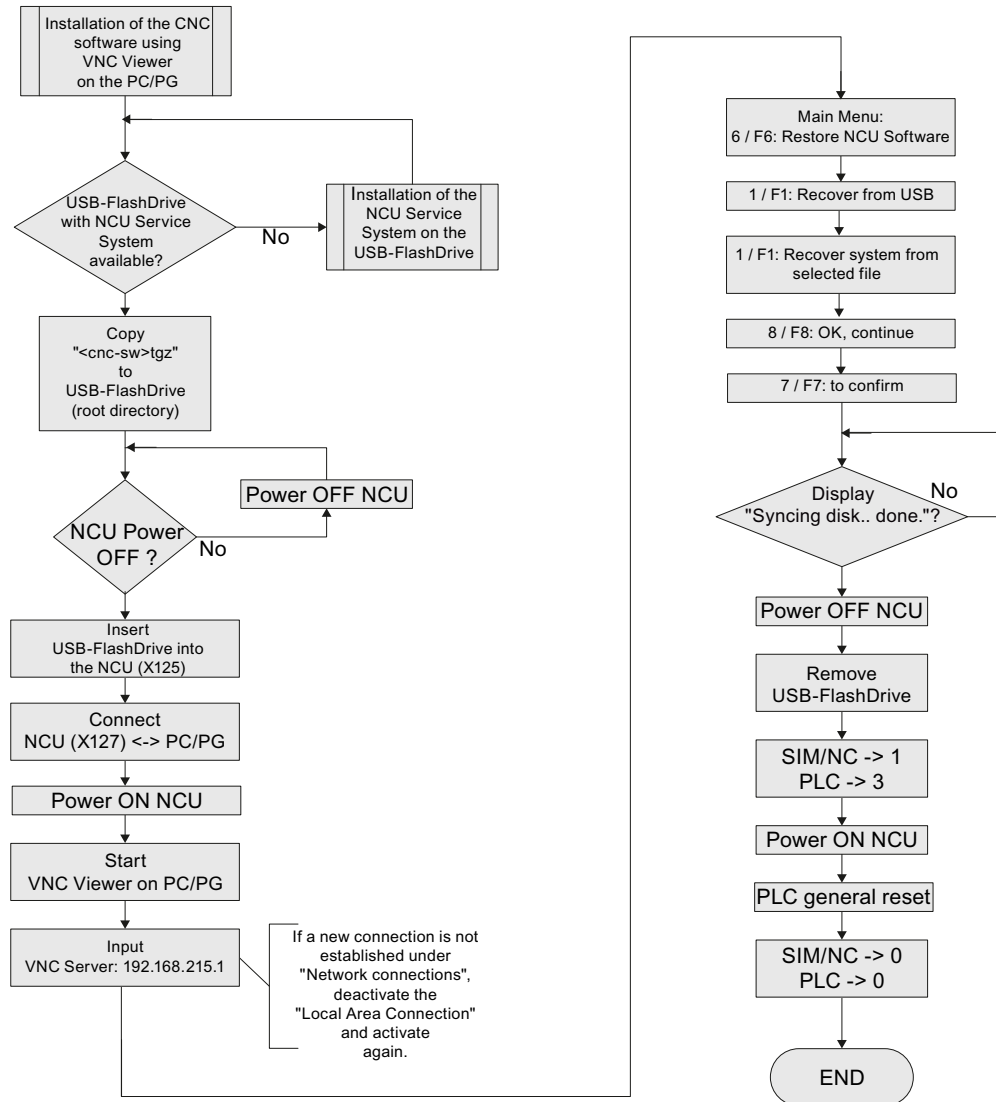 Installation of the CNC
software using
VNC Viewer
on the PC/PG
USB-FlashDrive
with NCU Service
System
available?
No
Installation of the
NCU Service
System on the
USB-FlashDrive
Copy
"<cnc-sw>tgz"
to
USB-FlashDrive
(root directory)
Power OFF NCU
NCU Power
OFF ?
No
Insert
USB-FlashDrive into
the NCU (X125)
Connect
NCU (X127) <-> PC/PG
Power ON NCU
Start
VNC Viewer on PC/PG
Input
VNC Server: 192.168.215.1
If a new connection is not
established under
"Network connections",
deactivate the
"Local Area Connection"
and activate
again.
Main Menu:
6 / F6: Restore NCU Software
1 / F1: Recover from USB
1 / F1: Recover system from
selected file
8 / F8: OK, continue
7 / F7: to confirm
Display
"Syncing disk.. done."?
No
Power OFF NCU
Remove
USB-FlashDrive
SIM/NC -> 1
PLC -> 3
Power ON NCU
PLC general reset
SIM/NC -> 0
PLC -> 0
END